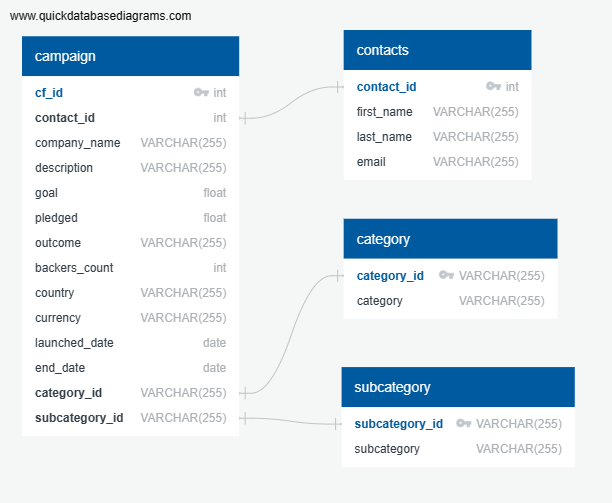 www.quickdatabasediagrams.com
campaign
cf_id int
contact_id int
company_name VARCHAR(255)
description VARCHAR(255)
goal float
pledged float
outcome VARCHAR(255)
backers_count int
country VARCHAR(255)
currency VARCHAR(255)
launched_date date
end_date date
category_id VARCHAR(255)
subcategory_id VARCHAR(255)
contacts
contact_id int
first_name VARCHAR(255)
last_name VARCHAR(255)
email VARCHAR(255)
category
category_id VARCHAR(255)
category VARCHAR(255)
subcategory
subcategory_id VARCHAR(255)
subcategory VARCHAR(255)